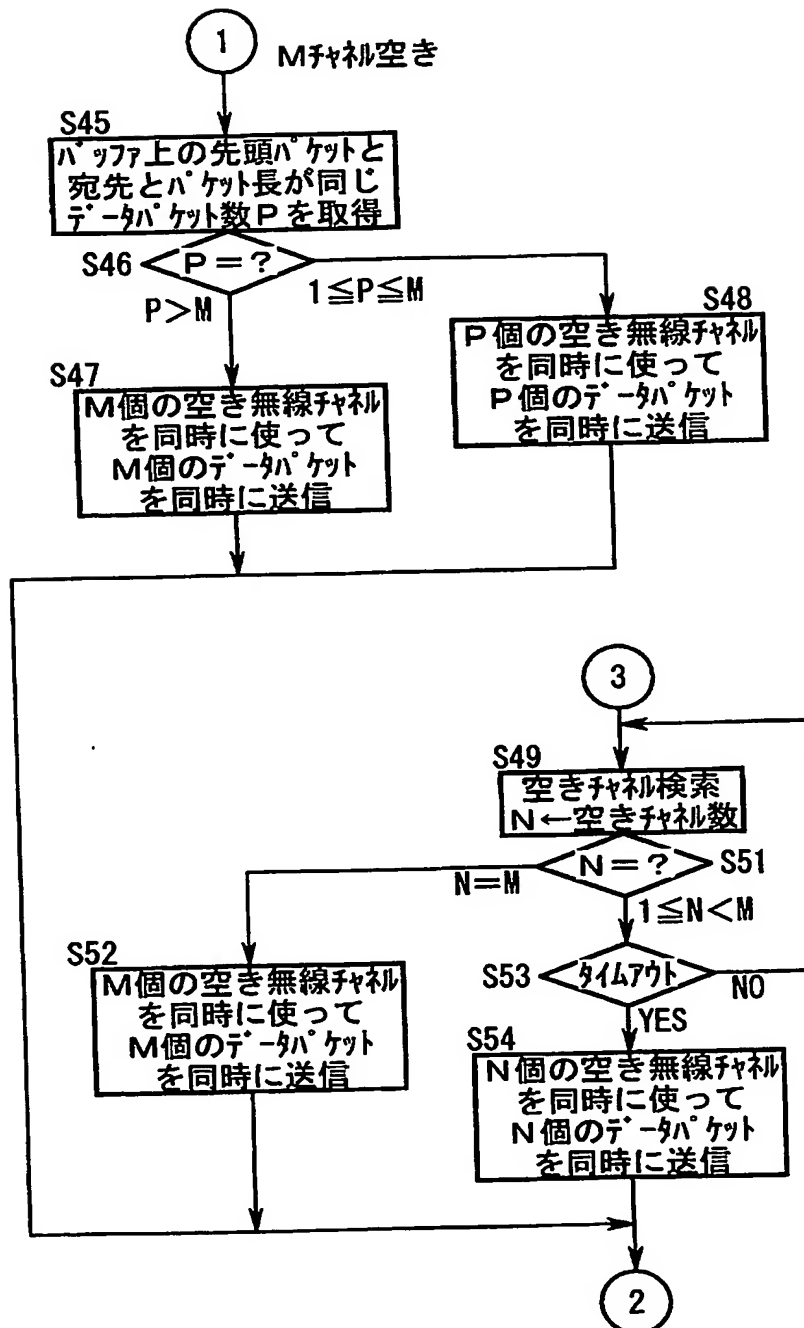 1
Mﾁｬﾈﾙ空き
S45
ﾊﾞｯﾌｧ上の先頭ﾊﾟｹｯﾄと
宛先とﾊﾟｹｯﾄ長が同じ
ﾃﾞｰﾀﾊﾟｹｯﾄ数Pを取得
S46
P=?
P>M
1≦P≦M
S47
M個の空き無線ﾁｬﾈﾙ
を同時に使って
M個のﾃﾞｰﾀﾊﾟｹｯﾄ
を同時に送信
S48
P個の空き無線ﾁｬﾈﾙ
を同時に使って
P個のﾃﾞｰﾀﾊﾟｹｯﾄ
を同時に送信
3
S49
空きﾁｬﾈﾙ検索
N←空きﾁｬﾈﾙ数
N=?
S51
N=M
1≦N<M
S52
M個の空き無線ﾁｬﾈﾙ
を同時に使って
M個のﾃﾞｰﾀﾊﾟｹｯﾄ
を同時に送信
S53
ﾀｲﾑｱｳﾄ
NO
YES
S54
N個の空き無線ﾁｬﾈﾙ
を同時に使って
N個のﾃﾞｰﾀﾊﾟｹｯﾄ
を同時に送信
2